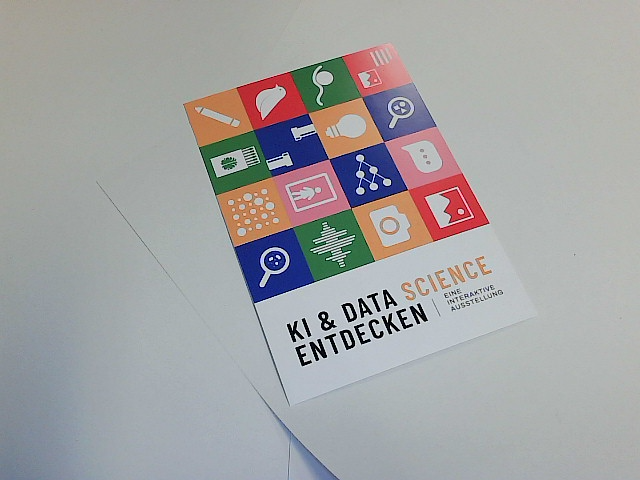 KI & DATA SCIENCE
ENTDECKEN
EINE
INTERAKTIVE
AUSSTELLUNG